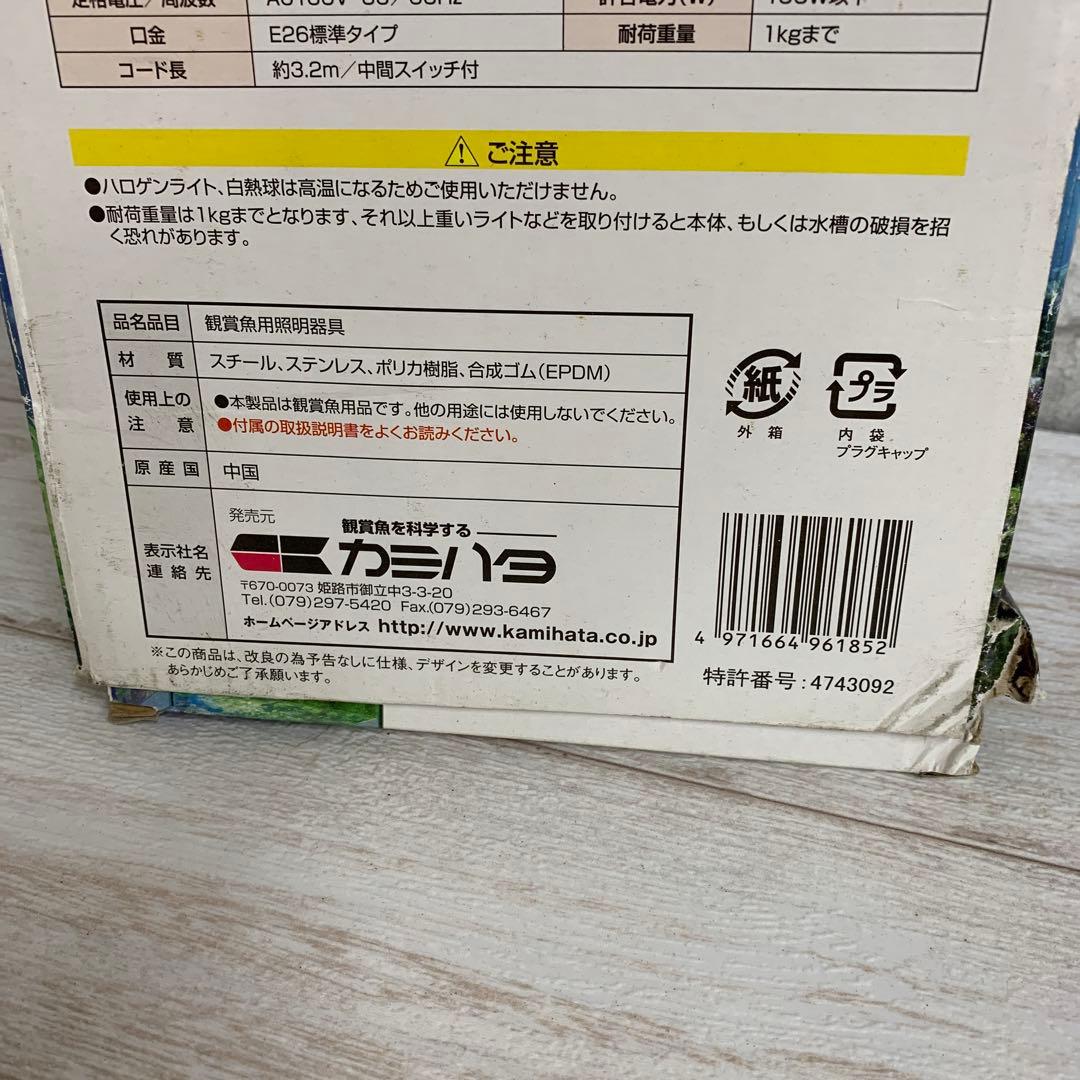 口金 E26標準タイプ 耐荷重量 1kgまで
コード長 約3.2m／中間スイッチ付
ご注意
●ハロゲンライト、白熱球は高温になるためご使用いただけません。
●耐荷重量は1kgまでとなります、それ以上重いライトなどを取り付けると本体、もしくは水槽の破損を招
く恐れがあります。
品名品目 観賞魚用照明器具
材質 スチール、ステンレス、ポリカ樹脂、合成ゴム(EPDM)
使用上の
注意
●本製品は観賞魚用品です。他の用途には使用しないでください。
●付属の取扱説明書をよくお読みください。
原産国 中国
表示社名
連絡先
発売元
観賞魚を科学する
カミハタ
〒670-0073 姫路市御立中3-3-20
Tel.(079)297-5420 Fax.(079)293-6467
ホームページアドレス http://www.kamihata.co.jp
※この商品は、改良の為予告なしに仕様、デザインを変更することがあります。
あらかじめご了承願います。
紙
外箱
プラ
内袋
プラグキャップ
4 971664 961852
特許番号:4743092